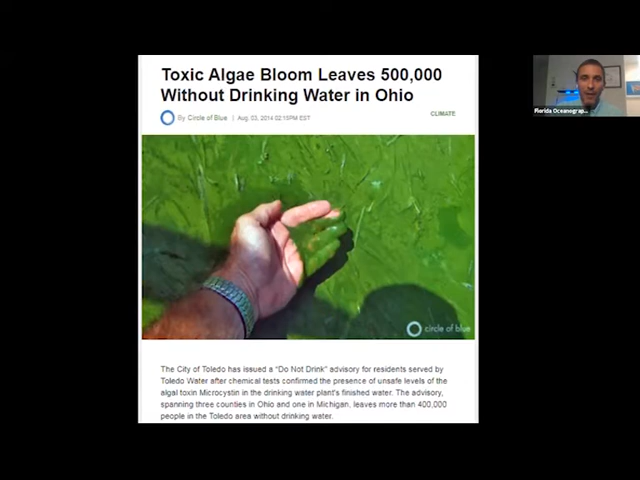 Toxic Algae Bloom Leaves 500,000
Without Drinking Water in Ohio
By Circle of Blue | Aug. 03, 2014 02:15PM EST
CLIMATE
Florida Oceanograp...
circle of blue
The City of Toledo has issued a "Do Not Drink" advisory for residents served by
Toledo Water after chemical tests confirmed the presence of unsafe levels of the
algal toxin Microcystin in the drinking water plant's finished water. The advisory,
spanning three counties in Ohio and one in Michigan, leaves more than 400,000
people in the Toledo area without drinking water.